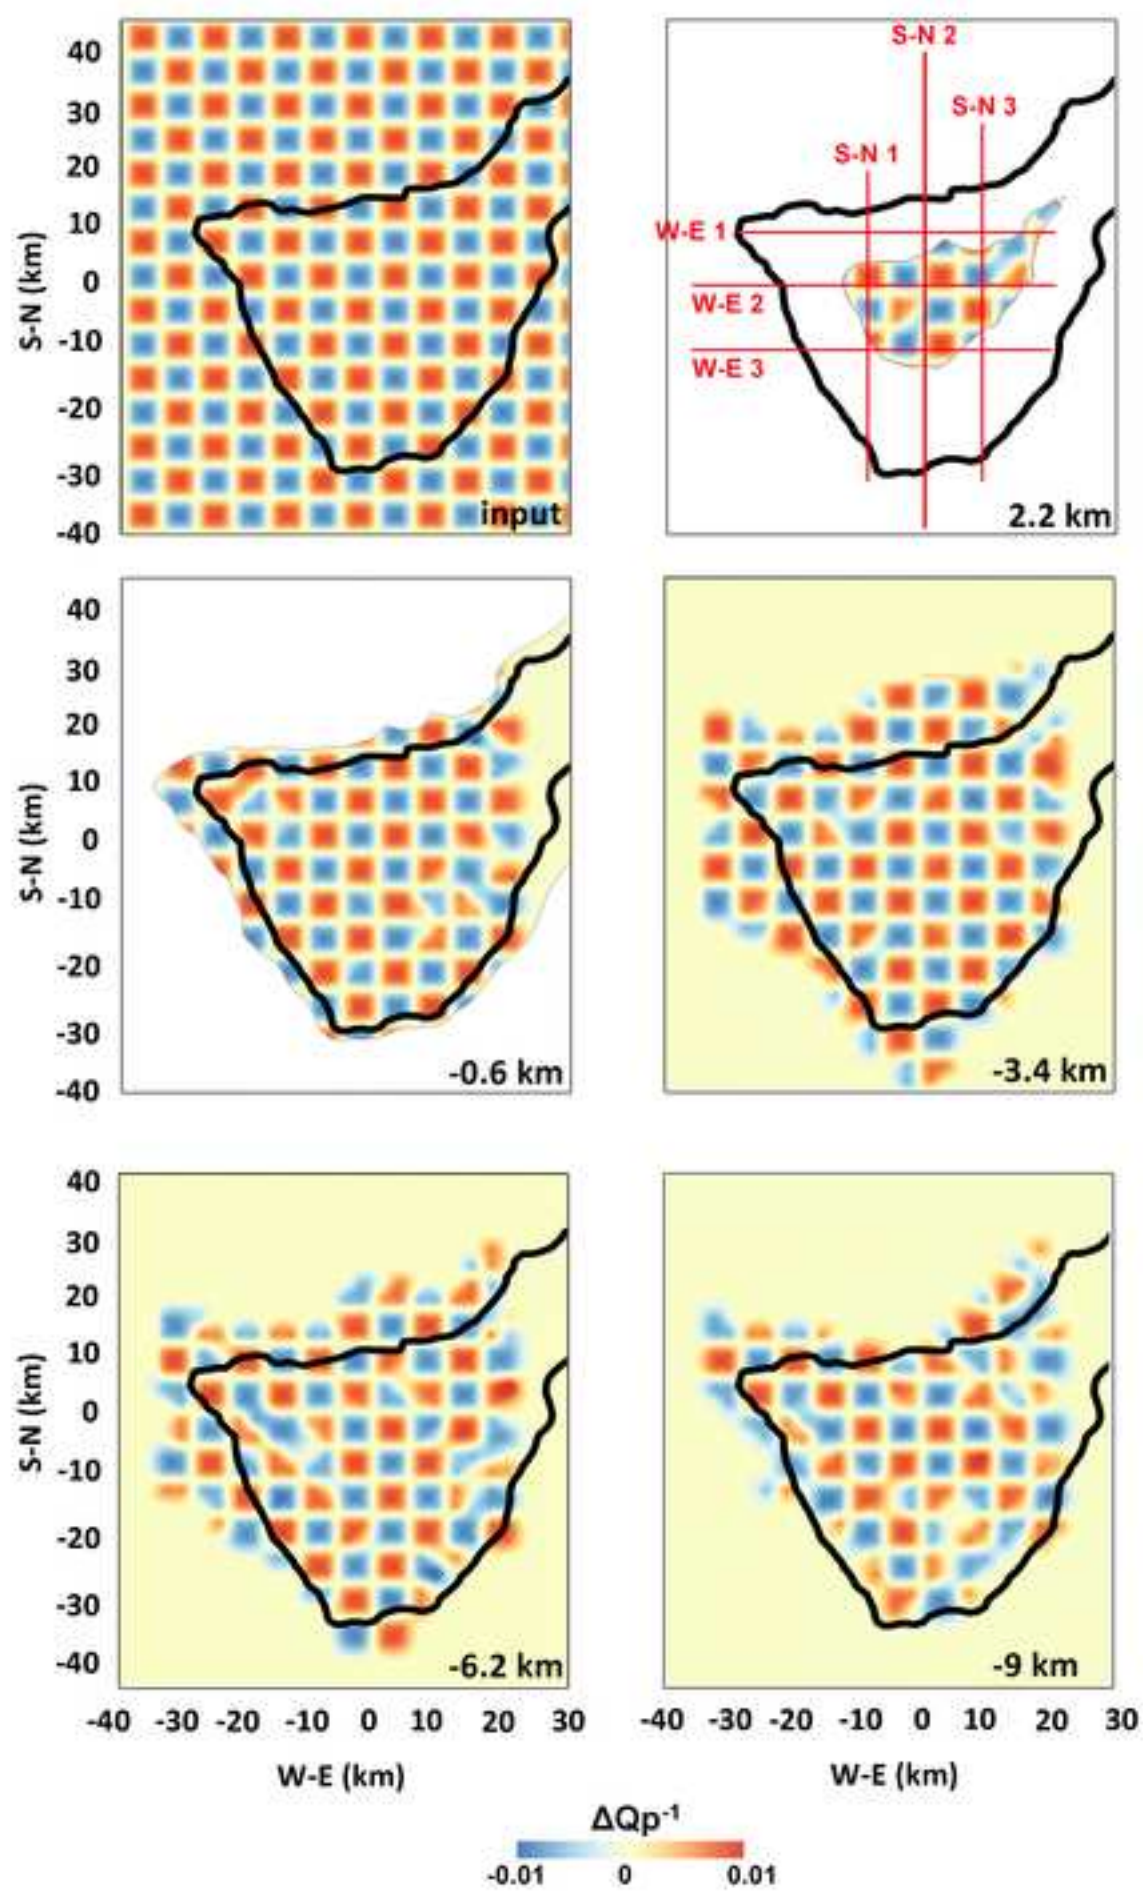 40
30
20
10
0
-10
-20
-30
-40
S-N (km)
input
S-N 2
S-N 3
S-N 1
W-E 1
W-E 2
W-E 3
2.2 km
40
30
20
10
0
-10
-20
-30
-40
S-N (km)
-0.6 km
-3.4 km
40
30
20
10
0
-10
-20
-30
-40
S-N (km)
-6.2 km
-9 km
-40 -30 -20 -10 0 10 20 30
-40 -30 -20 -10 0 10 20 30
W-E (km)
W-E (km)
ΔQp⁻¹
-0.01 0 0.01